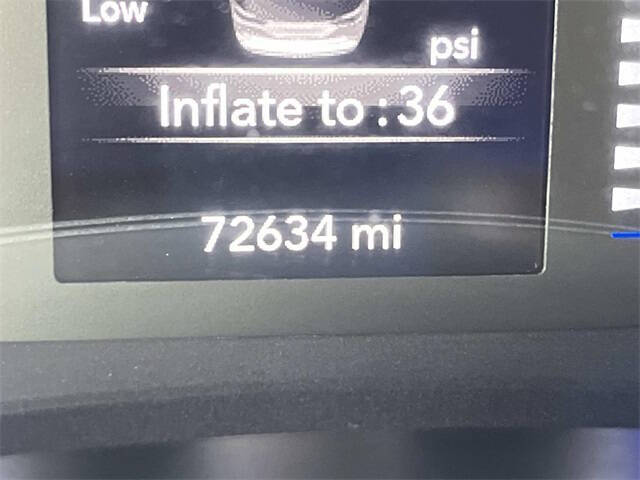 Low
psi
Inflate to : 36
72634 mi